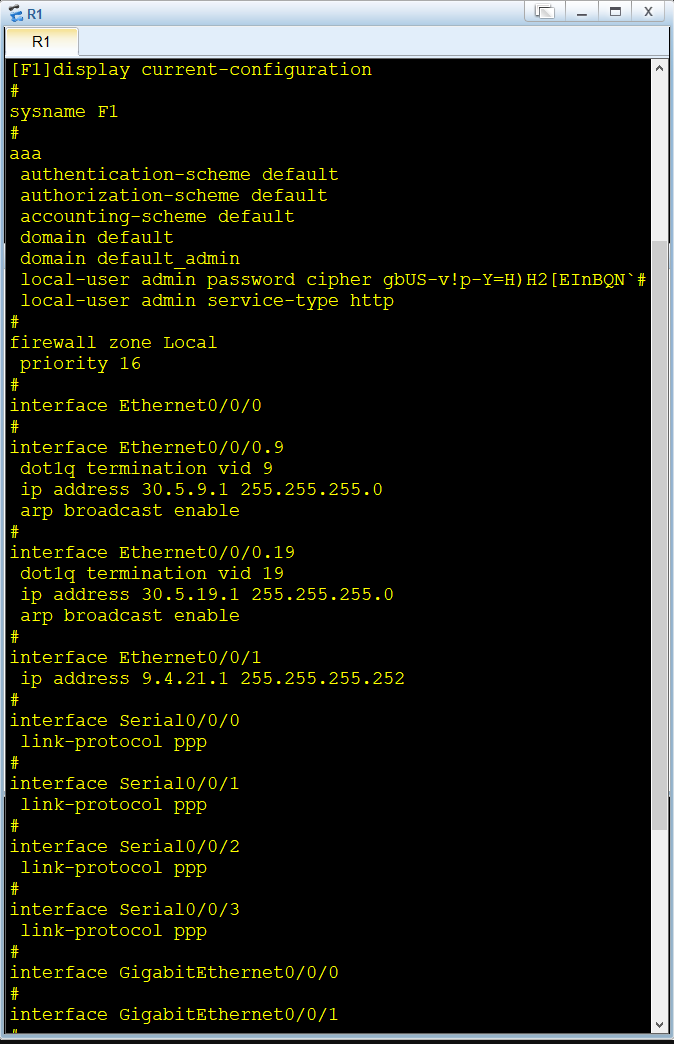 R1
R1
[F1]display current-configuration
#
sysname F1
#
aaa
 authentication-scheme default
 authorization-scheme default
 accounting-scheme default
 domain default
 domain default_admin
 local-user admin password cipher gbUS-v!p-Y=H)H2[EInBQN`#
 local-user admin service-type http
#
firewall zone Local
 priority 16
#
interface Ethernet0/0/0
#
interface Ethernet0/0/0.9
 dot1q termination vid 9
 ip address 30.5.9.1 255.255.255.0
 arp broadcast enable
#
interface Ethernet0/0/0.19
 dot1q termination vid 19
 ip address 30.5.19.1 255.255.255.0
 arp broadcast enable
#
interface Ethernet0/0/1
 ip address 9.4.21.1 255.255.255.252
#
interface Serial0/0/0
 link-protocol ppp
#
interface Serial0/0/1
 link-protocol ppp
#
interface Serial0/0/2
 link-protocol ppp
#
interface Serial0/0/3
 link-protocol ppp
#
interface GigabitEthernet0/0/0
#
interface GigabitEthernet0/0/1
#